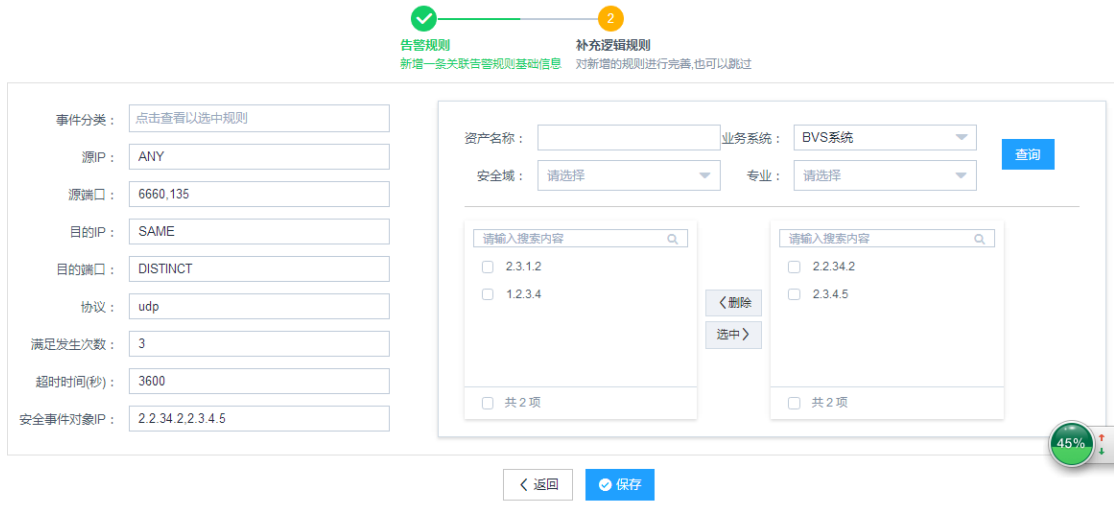 2
告警规则
补充逻辑规则
新增一条关联告警规则基础信息
对新增的规则进行完善,也可以跳过
事件分类：
点击查看以选中规则
源IP：
ANY
源端口：
6660,135
目的IP：
SAME
目的端口：
DISTINCT
协议：
udp
满足发生次数：
3
超时时间(秒)：
3600
安全事件对象IP：
2.2.34.2,2.3.4.5
资产名称：
业务系统：
BVS系统
查询
安全域：
请选择
专业：
请选择
请输入搜索内容
2.3.1.2
1.2.3.4
共 2 项
删除
选中
请输入搜索内容
2.2.34.2
2.3.4.5
共 2 项
45%
返回
保存